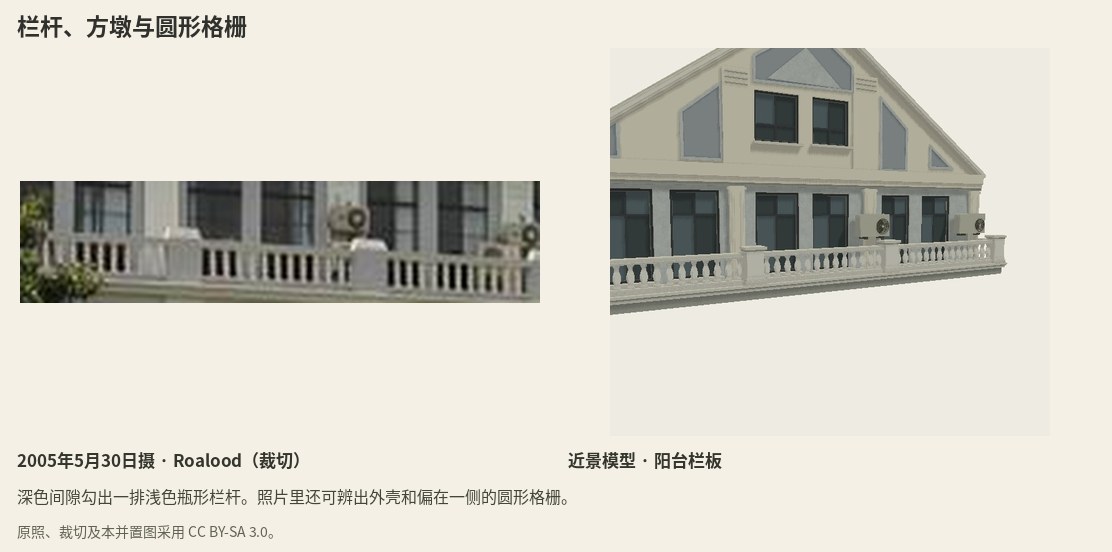 栏杆、方墩与圆形格栅
2005年5月30日摄 · Roalood（裁切）
近景模型 · 阳台栏板
深色间隙勾出一排浅色瓶形栏杆。照片里还可辨出外壳和偏在一侧的圆形格栅。
原照、裁切及本并置图采用 CC BY-SA 3.0。